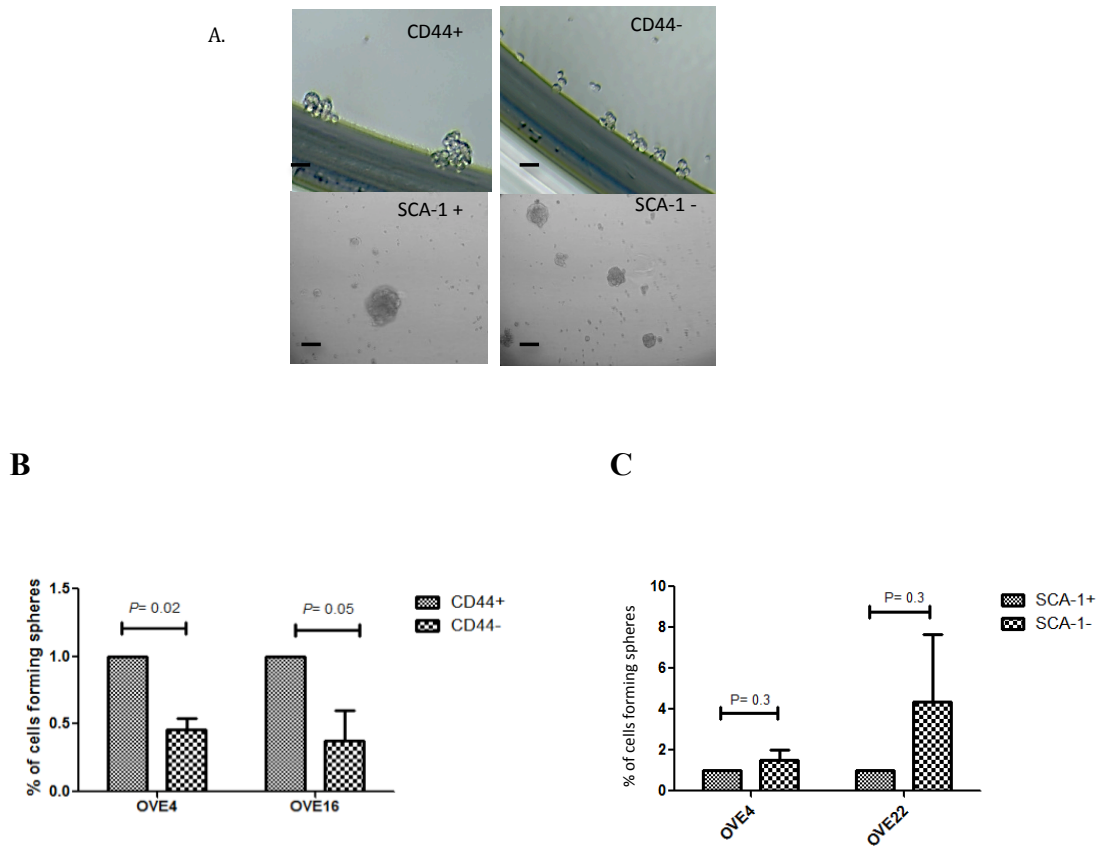 A.
CD44+
CD44-
SCA-1 +
SCA-1 -
B
C
% of cells forming spheres
1.5
1.0
0.5
0.0
P= 0.02
P= 0.05
OVE4
OVE16
CD44+
CD44-
% of cells forming spheres
10
8
6
4
2
0
P= 0.3
P= 0.3
OVE4
OVE22
SCA-1+
SCA-1-